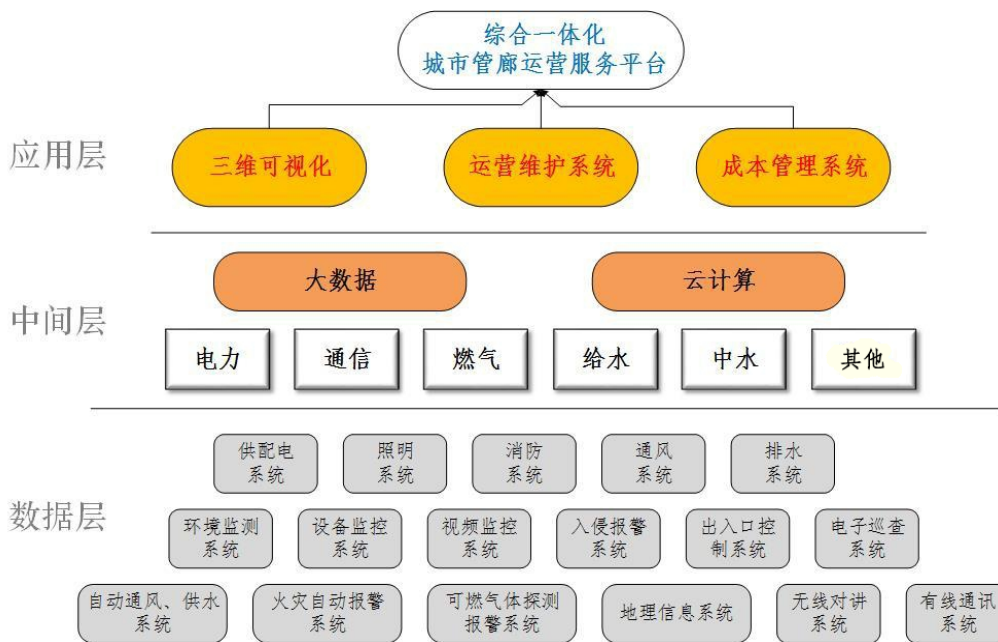 综合一体化
城市管廊运营服务平台
应用层
三维可视化
运营维护系统
成本管理系统
中间层
大数据
云计算
电力
通信
燃气
给水
中水
其他
数据层
供配电
系统
照明
系统
消防
系统
通风
系统
排水
系统
环境监测
系统
设备监控
系统
视频监控
系统
入侵报警
系统
出入口控
制系统
电子巡查
系统
自动通风、供水
系统
火灾自动报警
系统
可燃气体探测
报警系统
地理信息系统
无线对讲
系统
有线通讯
系统